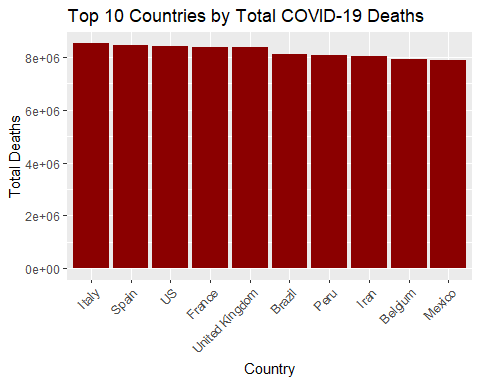 Top 10 Countries by Total COVID-19 Deaths
Total Deaths
8e+06
6e+06
4e+06
2e+06
0e+00
Italy
Spain
US
France
United Kingdom
Brazil
Peru
Iran
Belgium
Mexico
Country